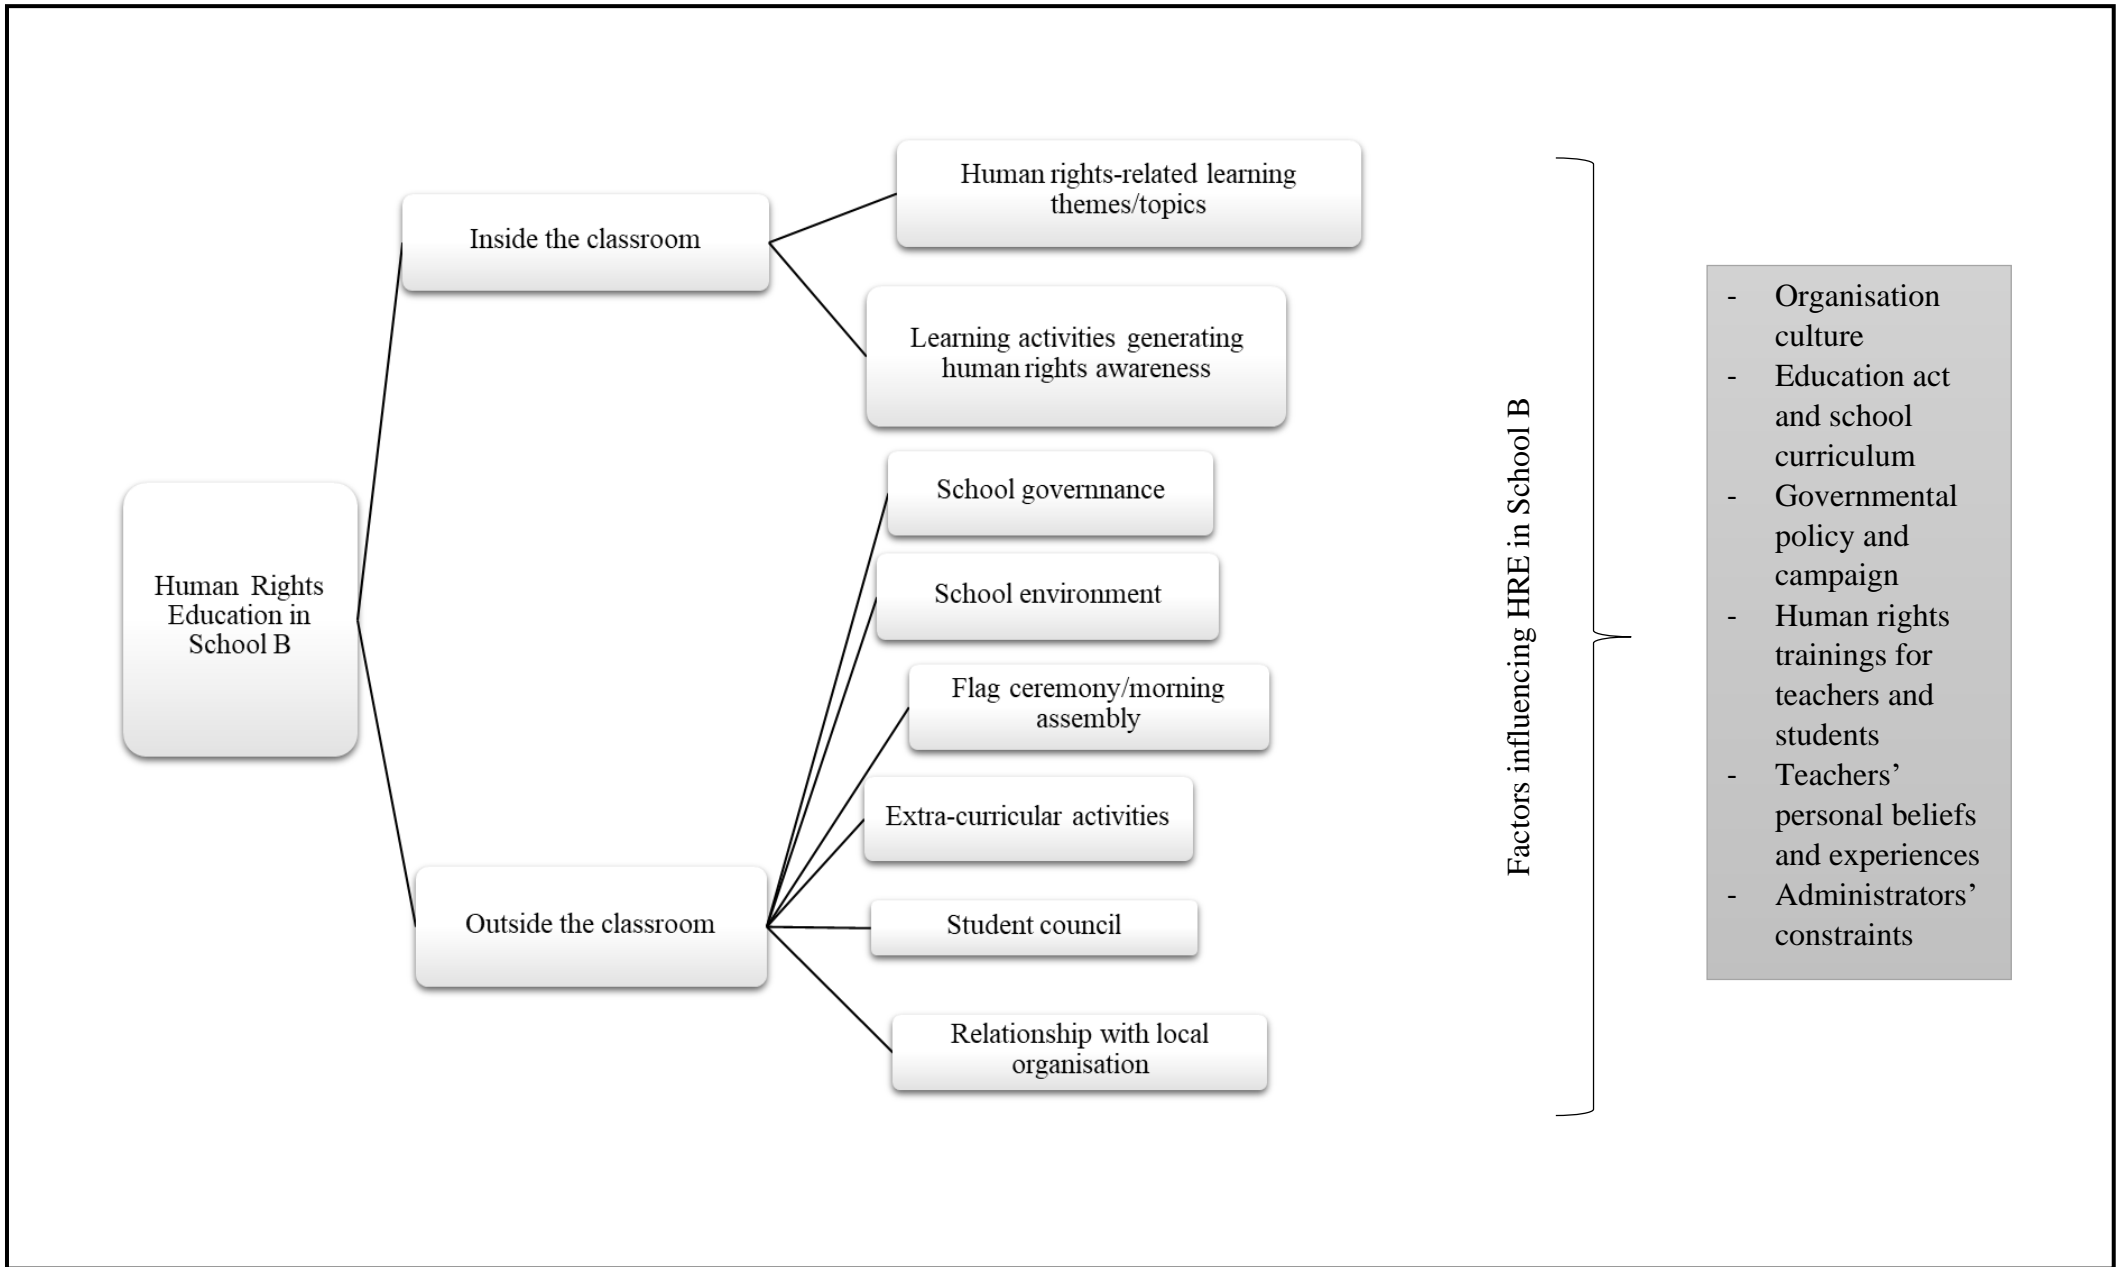 Human Rights
Education in
School B
Inside the classroom
Human rights-related learning
themes/topics
Learning activities generating
human rights awareness
Outside the classroom
School governnance
School environment
Flag ceremony/morning
assembly
Extra-curricular activities
Student council
Relationship with local
organisation
Factors influencing HRE in School B
- Organisation
culture
- Education act
and school
curriculum
- Governmental
policy and
campaign
- Human rights
trainings for
teachers and
students
- Teachers’
personal beliefs
and experiences
- Administrators’
constraints